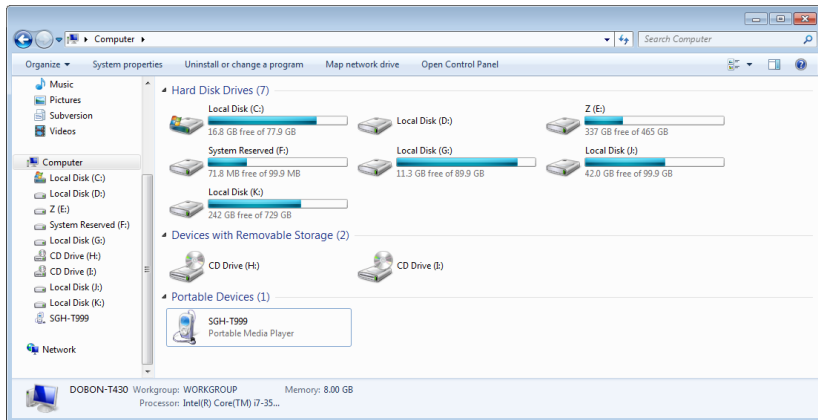 Computer
Search Computer
Organize System properties Uninstall or change a program Map network drive Open Control Panel
Music
Pictures
Subversion
Videos
Computer
Local Disk (C:)
Local Disk (D:)
Z (E:)
System Reserved (F:)
Local Disk (G:)
CD Drive (H:)
CD Drive (I:)
Local Disk (J:)
Local Disk (K:)
SGH-T999
Network
Hard Disk Drives (7)
Local Disk (C:)
16.8 GB free of 77.9 GB
Local Disk (D:)
Z (E:)
337 GB free of 465 GB
System Reserved (F:)
71.8 MB free of 99.9 MB
Local Disk (G:)
11.3 GB free of 89.9 GB
Local Disk (J:)
42.0 GB free of 99.9 GB
Local Disk (K:)
242 GB free of 729 GB
Devices with Removable Storage (2)
CD Drive (H:)
CD Drive (I:)
Portable Devices (1)
SGH-T999
Portable Media Player
DOBON-T430 Workgroup: WORKGROUP Memory: 8.00 GB
Processor: Intel(R) Core(TM) i7-35...